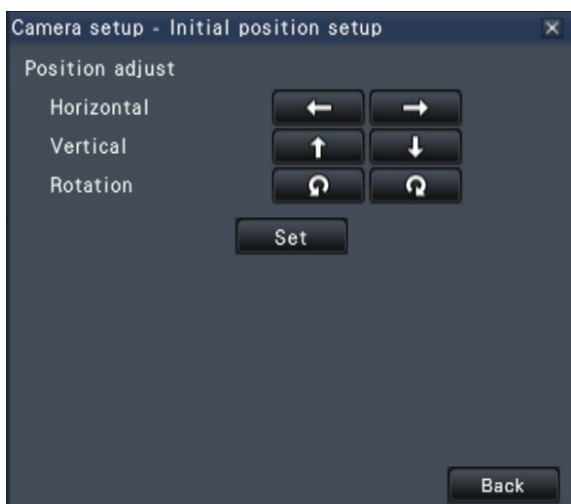 Camera setup - Initial position setup
Position adjust
Horizontal
Vertical
Rotation
Set
Back